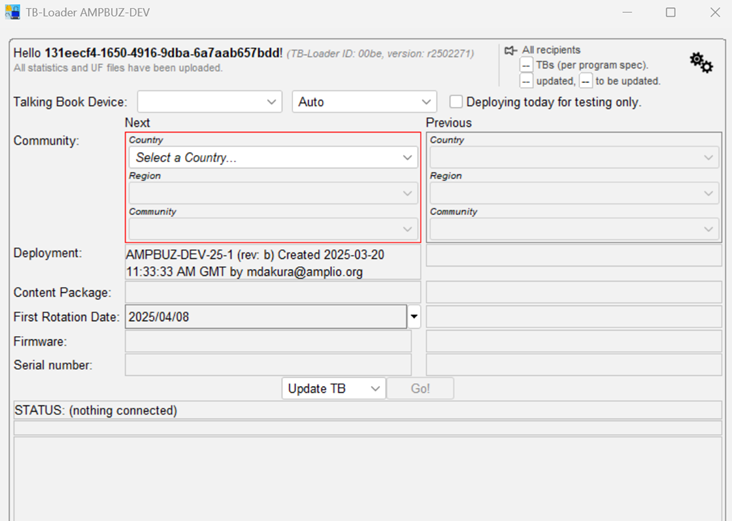 TB-Loader AMPBUZ-DEV
Hello 131eecf4-1650-4916-9dba-6a7aab657bdd! (TB-Loader ID: 00be, version: r2502271)
All statistics and UF files have been uploaded.
All recipients
-- TBs (per program spec).
-- updated, -- to be updated.
Talking Book Device:
Auto
Deploying today for testing only.
Next
Previous
Community:
Country
Select a Country...
Region
Community
Country
Region
Community
Deployment:
AMPBUZ-DEV-25-1 (rev: b) Created 2025-03-20
11:33:33 AM GMT by mdakura@amplio.org
Content Package:
First Rotation Date:
2025/04/08
Firmware:
Serial number:
Update TB
Go!
STATUS: (nothing connected)